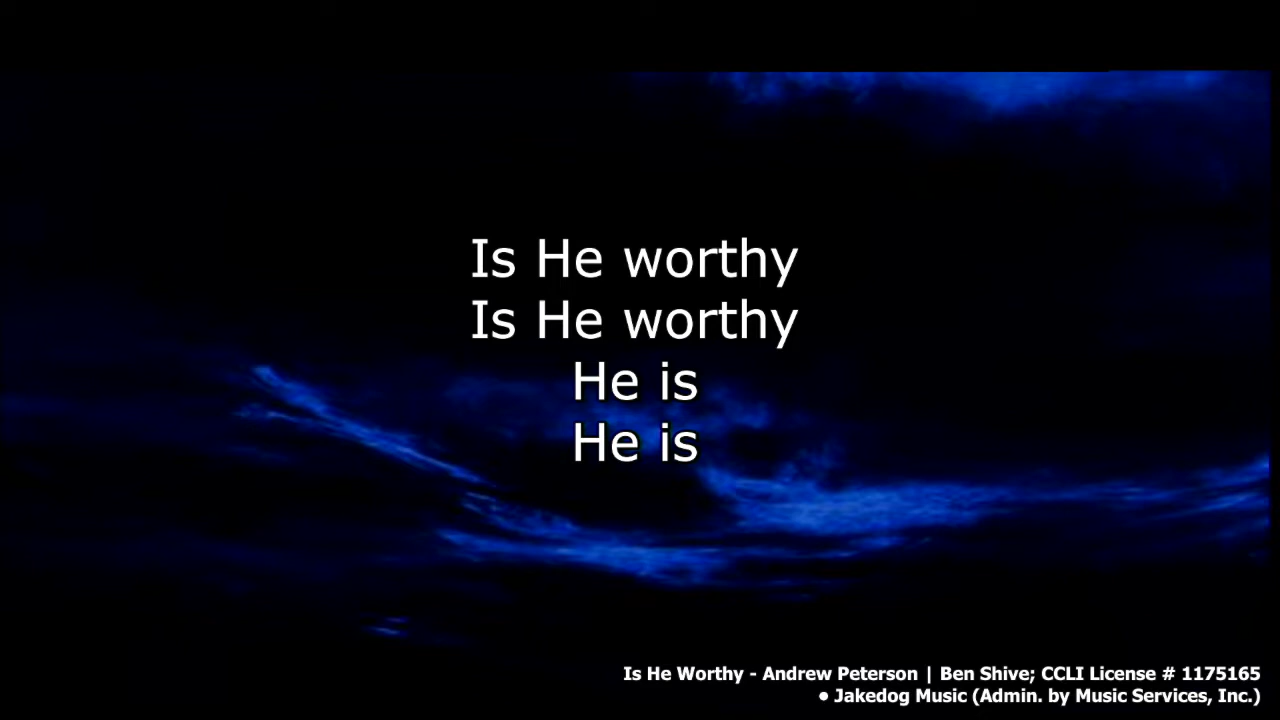 Is He worthy
Is He worthy
He is
He is
Is He Worthy - Andrew Peterson | Ben Shive; CCLI License # 1175165
● Jakedog Music (Admin. by Music Services, Inc.)